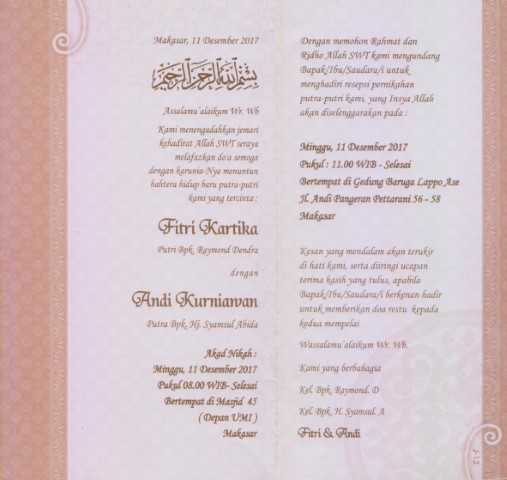 Makasar, 11 Desember 2017
بسم الله الرحمن الرحيم
Assalamu'alaikum Wr. Wb
Kami menengadahkan jemari
kehadirat Allah SWT seraya
melafazkan do'a semoga
dengan karunia-Nya menuntun
bahtera hidup baru putra-putri
kami yang tercinta :
Fitri Kartika
Putri Bpk. Raymond Dendra
dengan
Andi Kurniawan
Putra Bpk. Hj. Syamsul Abida
Akad Nikah :
Minggu, 11 Desember 2017
Pukul 08.00 WIB- Selesai
Bertempat di Masjid 45
( Depan UMI )
Makassar
Dengan memohon Rahmat dan
Ridho Allah SWT kami mengundang
Bapak/Ibu/Saudara/i untuk
menghadiri resepsi pernikahan
putra-putri kami, yang Insya Allah
akan diselenggarakan pada :
Minggu, 11 Desember 2017
Pukul : 11.00 WIB - Selesai
Bertempat di Gedung Baruga Lappo Ase
Jl. Andi Pangeran Pettarani 56 - 58
Makassar
Kesan yang mendalam akan terukir
di hati kami, serta diiringi ucapan
terima kasih yang tulus, apabila
Bapak/Ibu/Saudara/i berkenan hadir
untuk memberikan doa restu kepada
kedua mempelai
Wassalamu'alaikum Wr. Wb.
Kami yang berbahagia
Kel. Bpk. Raymond. D
Kel. Bpk. H. Syamsul. A
Fitri & Andi